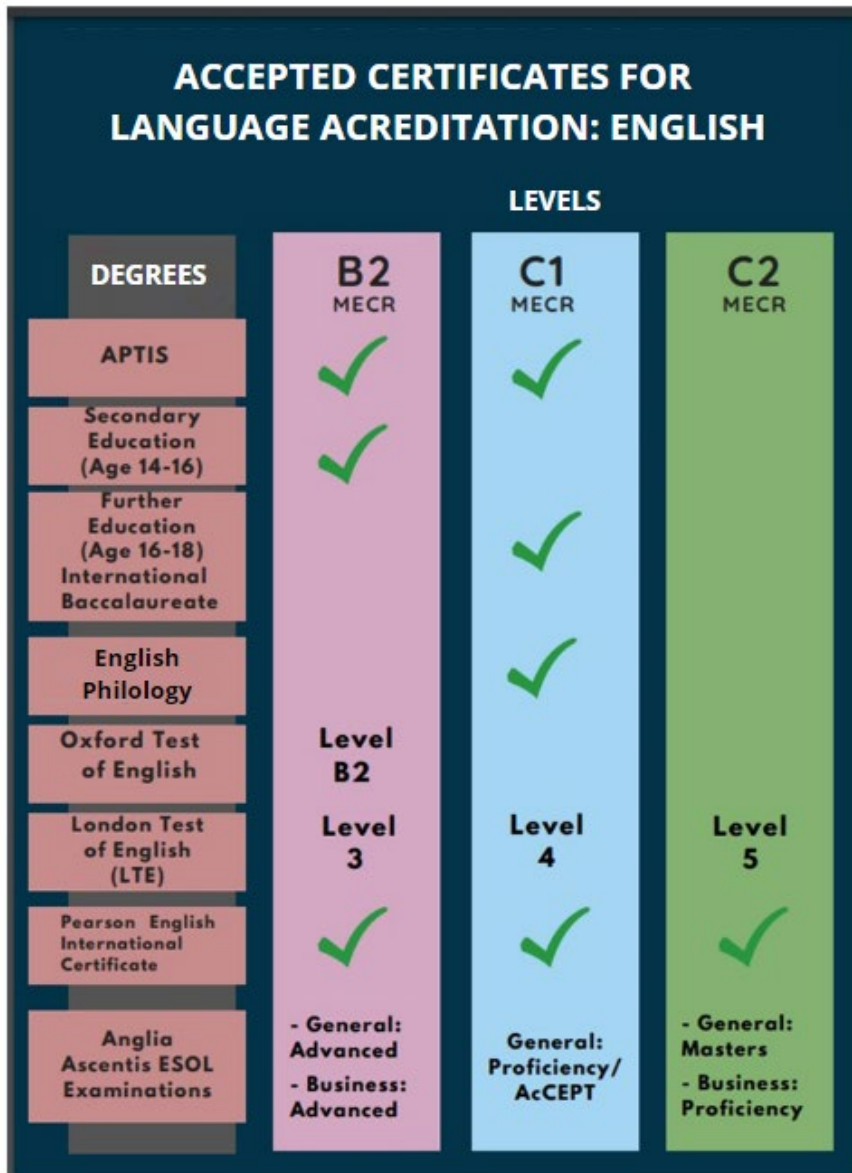 ACCEPTED CERTIFICATES FOR
LANGUAGE ACREDITATION: ENGLISH
LEVELS
DEGREES
B2
MECR
C1
MECR
C2
MECR
APTIS
Secondary
Education
(Age 14-16)
Further
Education
(Age 16-18)
International
Baccalaureate
English
Philology
Oxford Test
of English
Level
B2
London Test
of English
(LTE)
Level
3
Level
4
Level
5
Pearson English
International
Certificate
Anglia
Ascentis ESOL
Examinations
- General:
Advanced
- Business:
Advanced
General:
Proficiency/
AcCEPT
- General:
Masters
- Business:
Proficiency